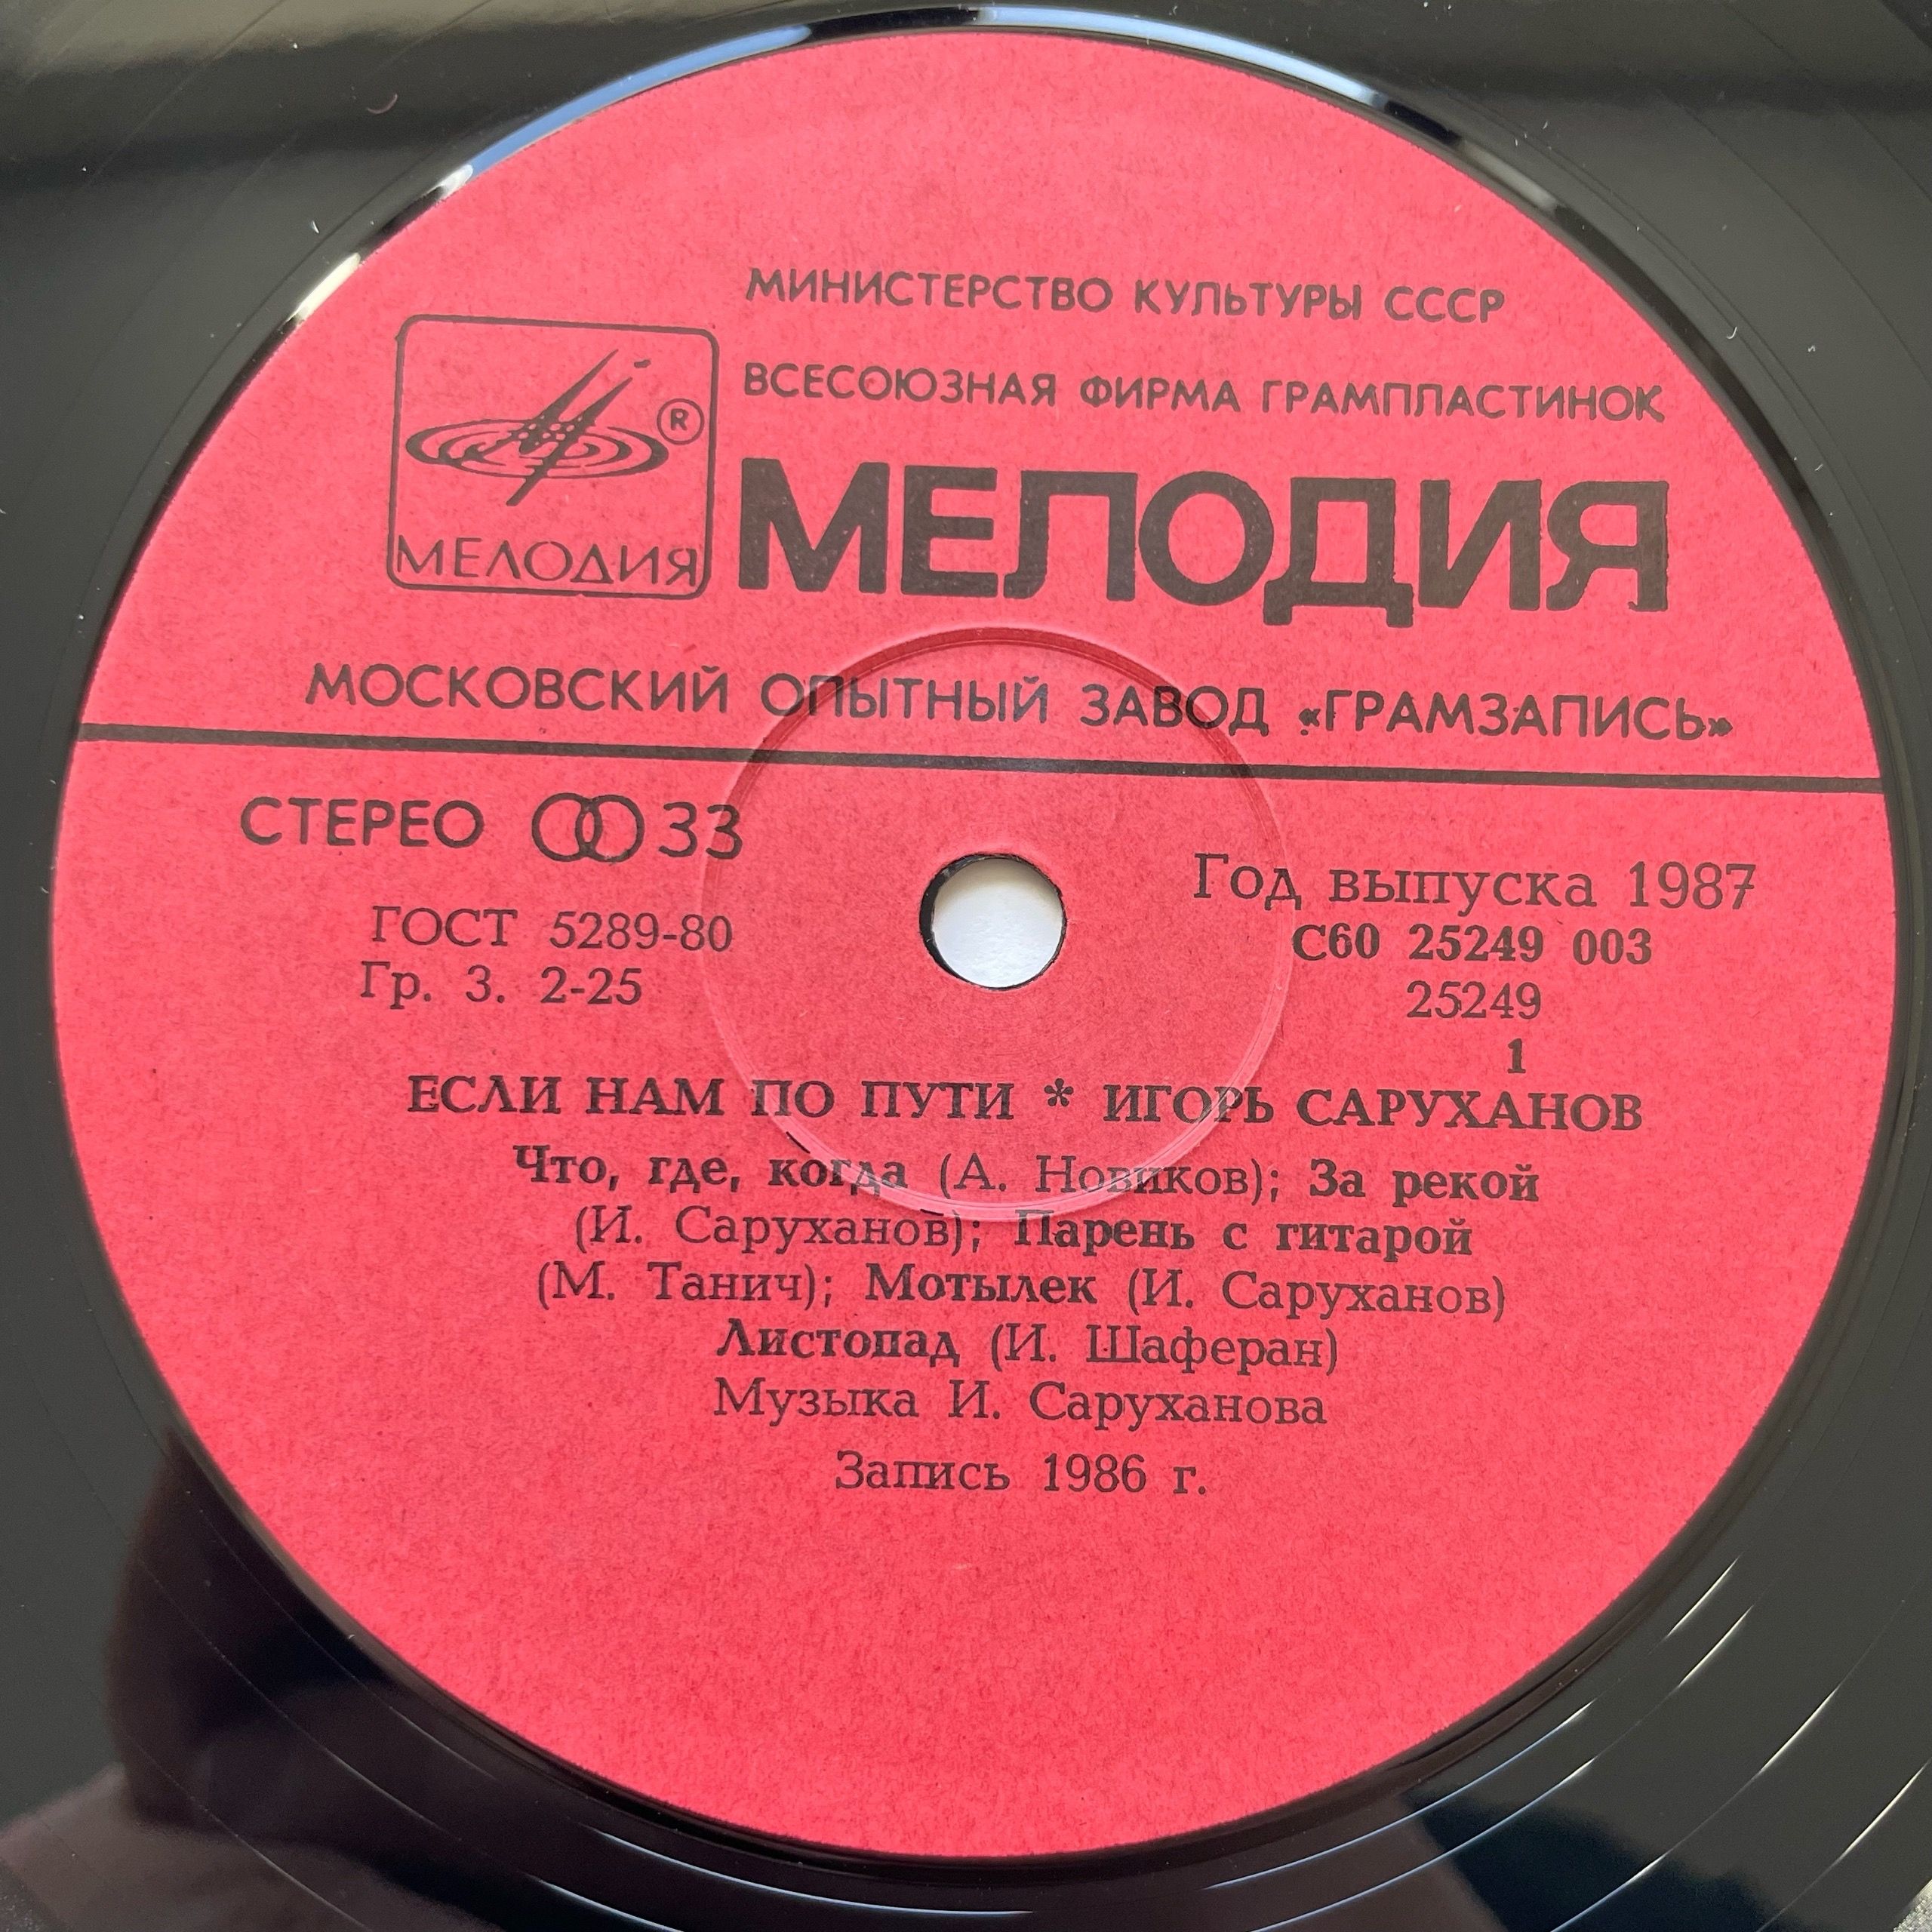 МИНИСТЕРСТВО КУЛЬТУРЫ СССР
ВСЕСОЮЗНАЯ ФИРМА ГРАМПЛАСТИНОК
®
МЕЛОДИЯ
МЕЛОДИЯ
МОСКОВСКИЙ ОПЫТНЫЙ ЗАВОД «ГРАМЗАПИСЬ»
СТЕРЕО 33
ГОСТ 5289-80
Гр. 3. 2-25
Год выпуска 1987
С60 25249 003
25249
1
ЕСЛИ НАМ ПО ПУТИ * ИГОРЬ САРУХАНОВ
Что, где, когда (А. Новиков); За рекой
(И. Саруханов); Парень с гитарой
(М. Танич); Мотылек (И. Саруханов)
Листопад (И. Шаферан)
Музыка И. Саруханова
Запись 1986 г.